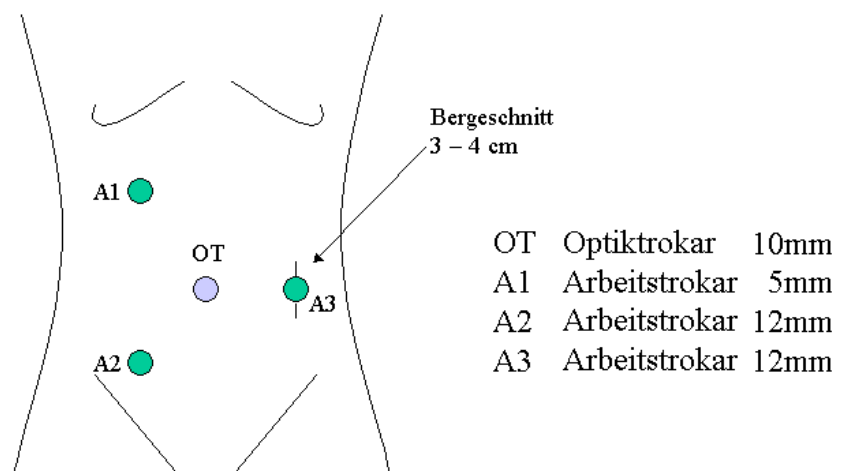 Bergeschnitt
3 – 4 cm
A1
OT
A3
A2
OT Optiktrokar 10mm
A1 Arbeitstrokar 5mm
A2 Arbeitstrokar 12mm
A3 Arbeitstrokar 12mm